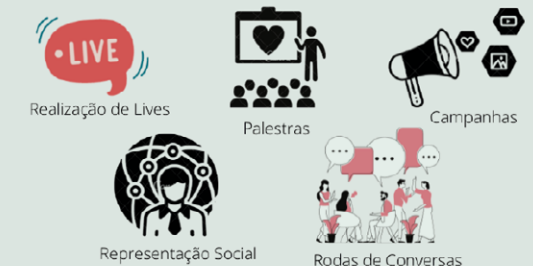 LIVE
Realização de Lives
Palestras
Campanhas
Representação Social
Rodas de Conversas